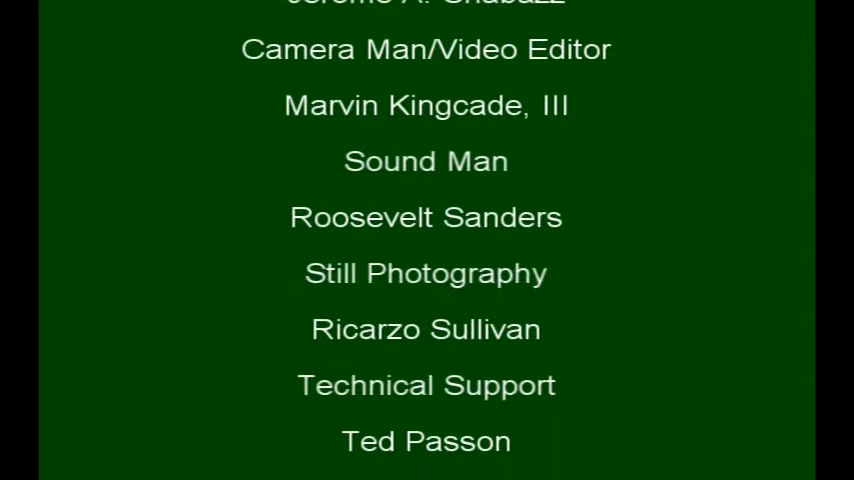 Camera Man/Video Editor
Marvin Kingcade, III
Sound Man
Roosevelt Sanders
Still Photography
Ricarzo Sullivan
Technical Support
Ted Passon